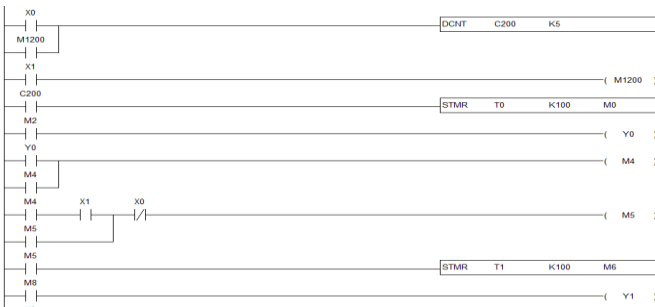 X0
DCNT C200 K5
M1200
X1
( M1200 )
C200
STMR T0 K100 M0
M2
( Y0 )
Y0
( M4 )
M4
M4 X1 X0
( M5 )
M5
M5
STMR T1 K100 M6
M8
( Y1 )